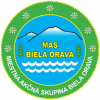 MAS
BIELA ORAVA
MIESTNA AKČNÁ SKUPINA BIELA ORAVA